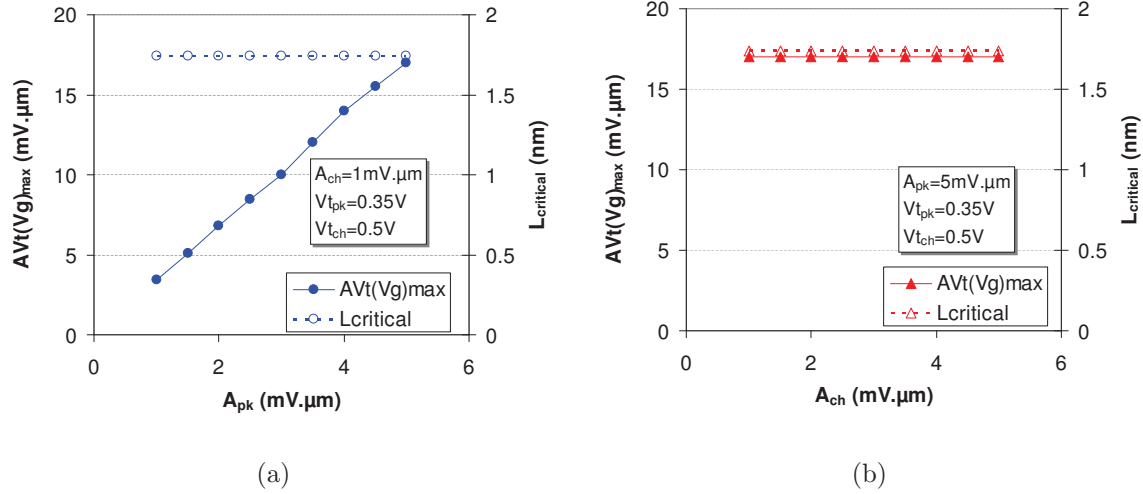 20
15
10
5
0
AVt(Vg)max (mV.µm)
2
1.5
1
0.5
0
Lcritical (nm)
Ach=1mV.µm
Vtpk=0.35V
Vtch=0.5V
AVt(Vg)max
Lcritical
0 2 4 6
Apk (mV.µm)
(a)
20
15
10
5
0
AVt(Vg)max (mV.µm)
2
1.5
1
0.5
0
Lcritical (nm)
Apk=5mV.µm
Vtpk=0.35V
Vtch=0.5V
AVt(Vg)max
Lcritical
0 2 4 6
Ach (mV.µm)
(b)